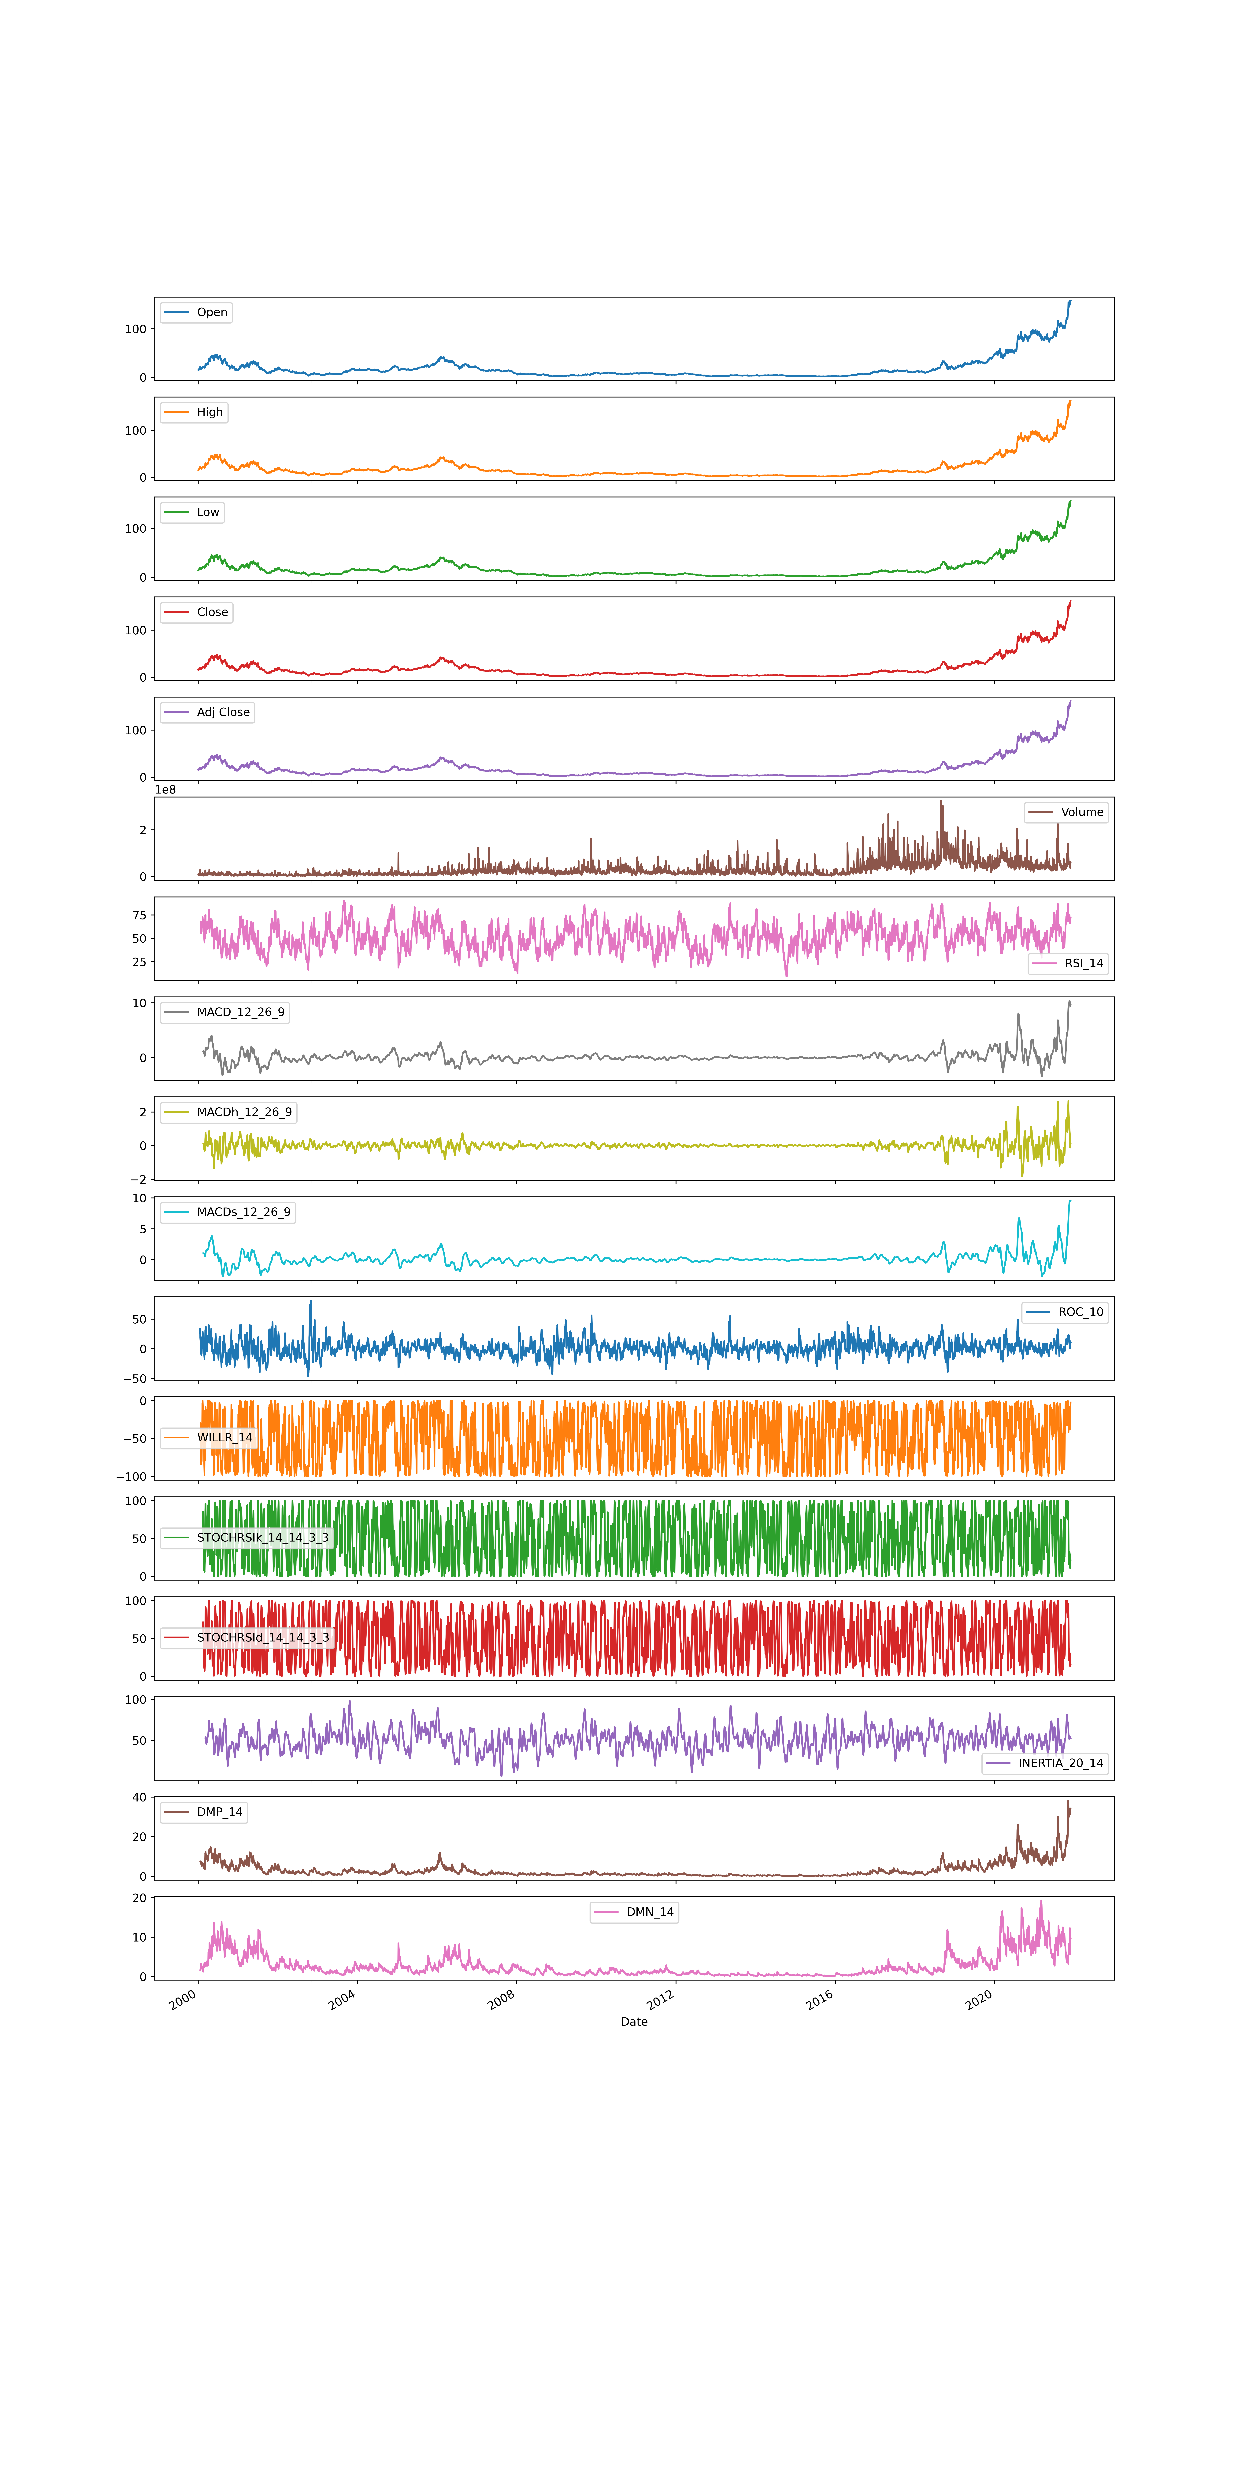 Open
100
0
High
100
0
Low
100
0
Close
100
0
Adj Close
100
0
1e8
Volume
2
0
75
50
25
RSI_14
10
MACD_12_26_9
0
MACDh_12_26_9
2
0
−2
10
MACDs_12_26_9
5
0
ROC_10
50
0
−50
0
WILLR_14
−50
−100
100
STOCHRSIk_14_14_3_3
50
0
100
STOCHRSId_14_14_3_3
50
0
100
50
INERTIA_20_14
40
DMP_14
20
0
20
DMN_14
10
0
2000 2004 2008 2012 2016 2020
Date